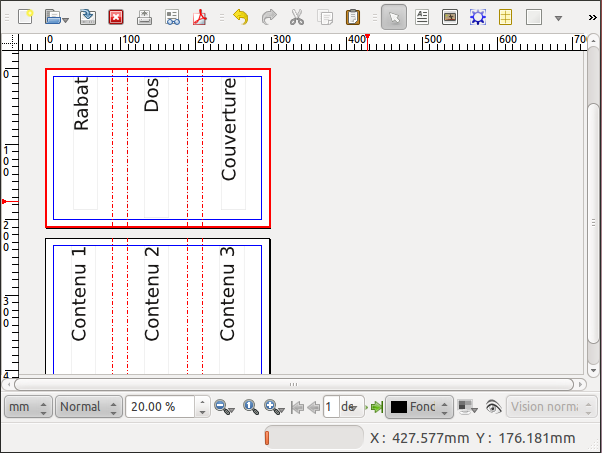 0 100 200 300 400 500 600 700
0
100
200
300
4
Rabat
Dos
Couverture
Contenu 1
Contenu 2
Contenu 3
mm Normal 20.00 % 1 de Fond Vision norma
X: 427.577mm Y: 176.181mm